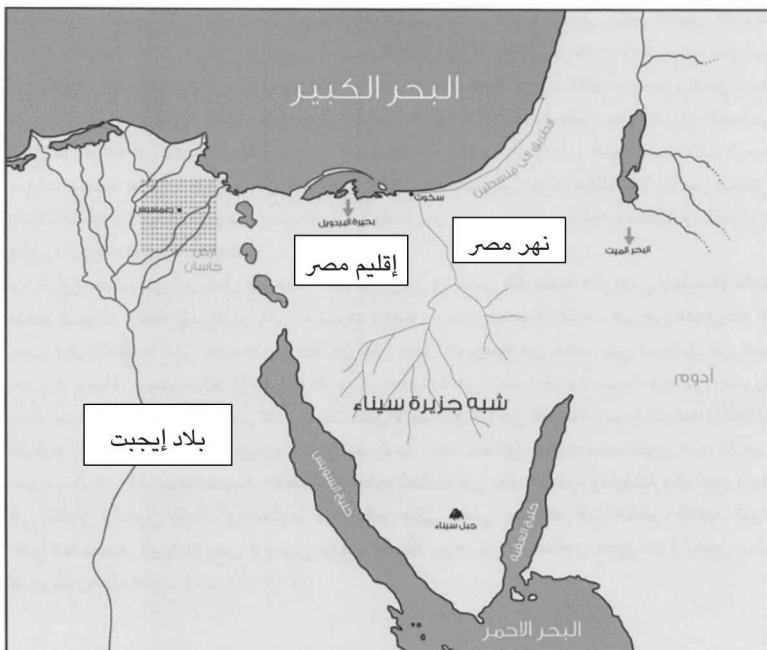 البحر الكبير
الطريق إلى فلسطين
سكوت
رعمسيس
بحيرة البردويل
نهر مصر
البحر الميت
إقليم مصر
أرض
جاسان
أدوم
شبه جزيرة سيناء
بلاد إيجبت
خليج السويس
خليج العقبة
جبل سيناء
البحر الاحمر